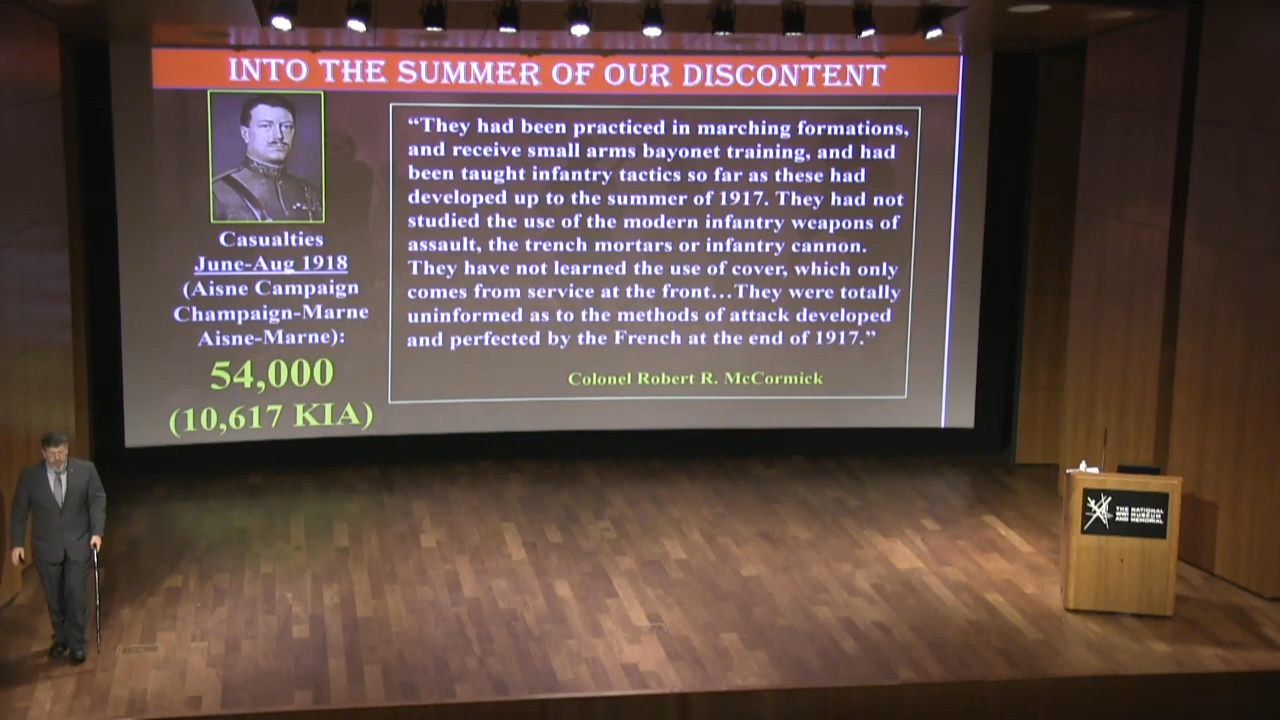 INTO THE SUMMER OF OUR DISCONTENT
Casualties
June-Aug 1918
(Aisne Campaign
Champaign-Marne
Aisne-Marne):
54,000
(10,617 KIA)
“They had been practiced in marching formations,
and receive small arms bayonet training, and had
been taught infantry tactics so far as these had
developed up to the summer of 1917. They had not
studied the use of the modern infantry weapons of
assault, the trench mortars or infantry cannon.
They have not learned the use of cover, which only
comes from service at the front…They were totally
uninformed as to the methods of attack developed
and perfected by the French at the end of 1917.”
Colonel Robert R. McCormick
THE NATIONAL
WWI MUSEUM
AND MEMORIAL